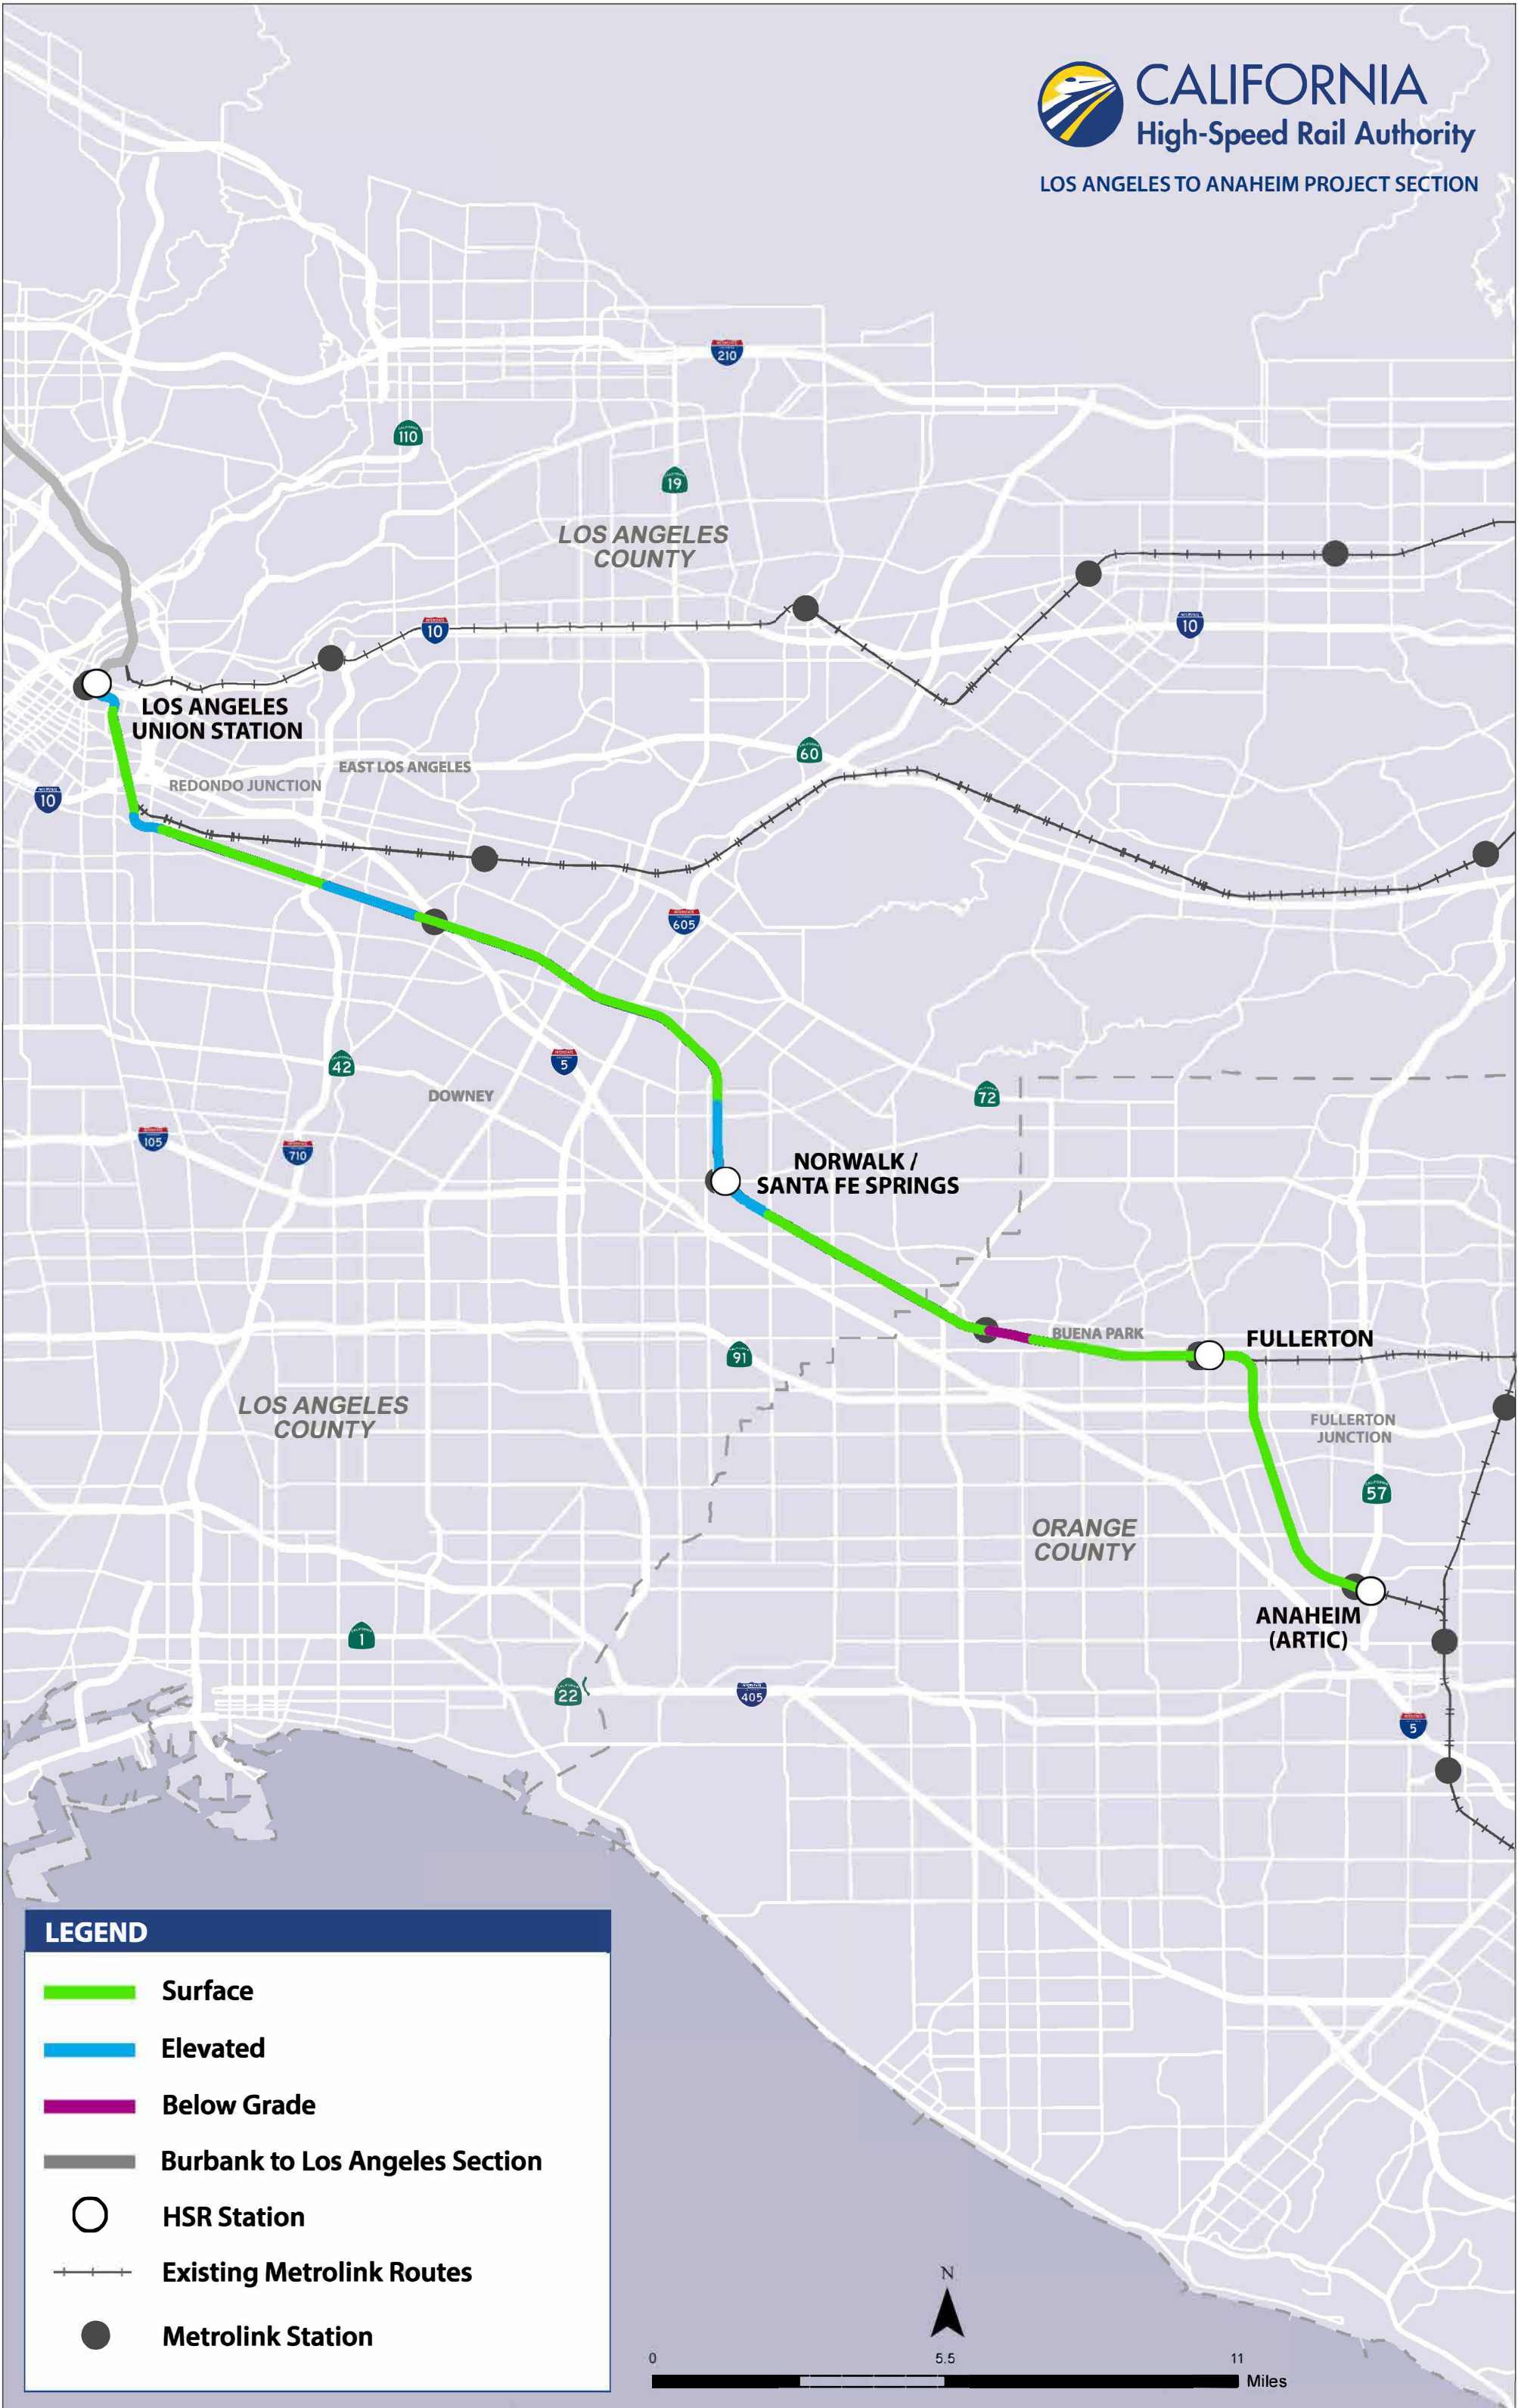 CALIFORNIA
High-Speed Rail Authority
LOS ANGELES TO ANAHEIM PROJECT SECTION
210
110
19
LOS ANGELES
COUNTY
10
10
LOS ANGELES
UNION STATION
60
EAST LOS ANGELES
REDONDO JUNCTION
10
605
42
5
DOWNEY
72
105
710
NORWALK /
SANTA FE SPRINGS
BUENA PARK
FULLERTON
91
LOS ANGELES
COUNTY
FULLERTON
JUNCTION
57
ORANGE
COUNTY
ANAHEIM
(ARTIC)
1
22
405
5
LEGEND
Surface
Elevated
Below Grade
Burbank to Los Angeles Section
HSR Station
Existing Metrolink Routes
Metrolink Station
N
0 5.5 11
Miles